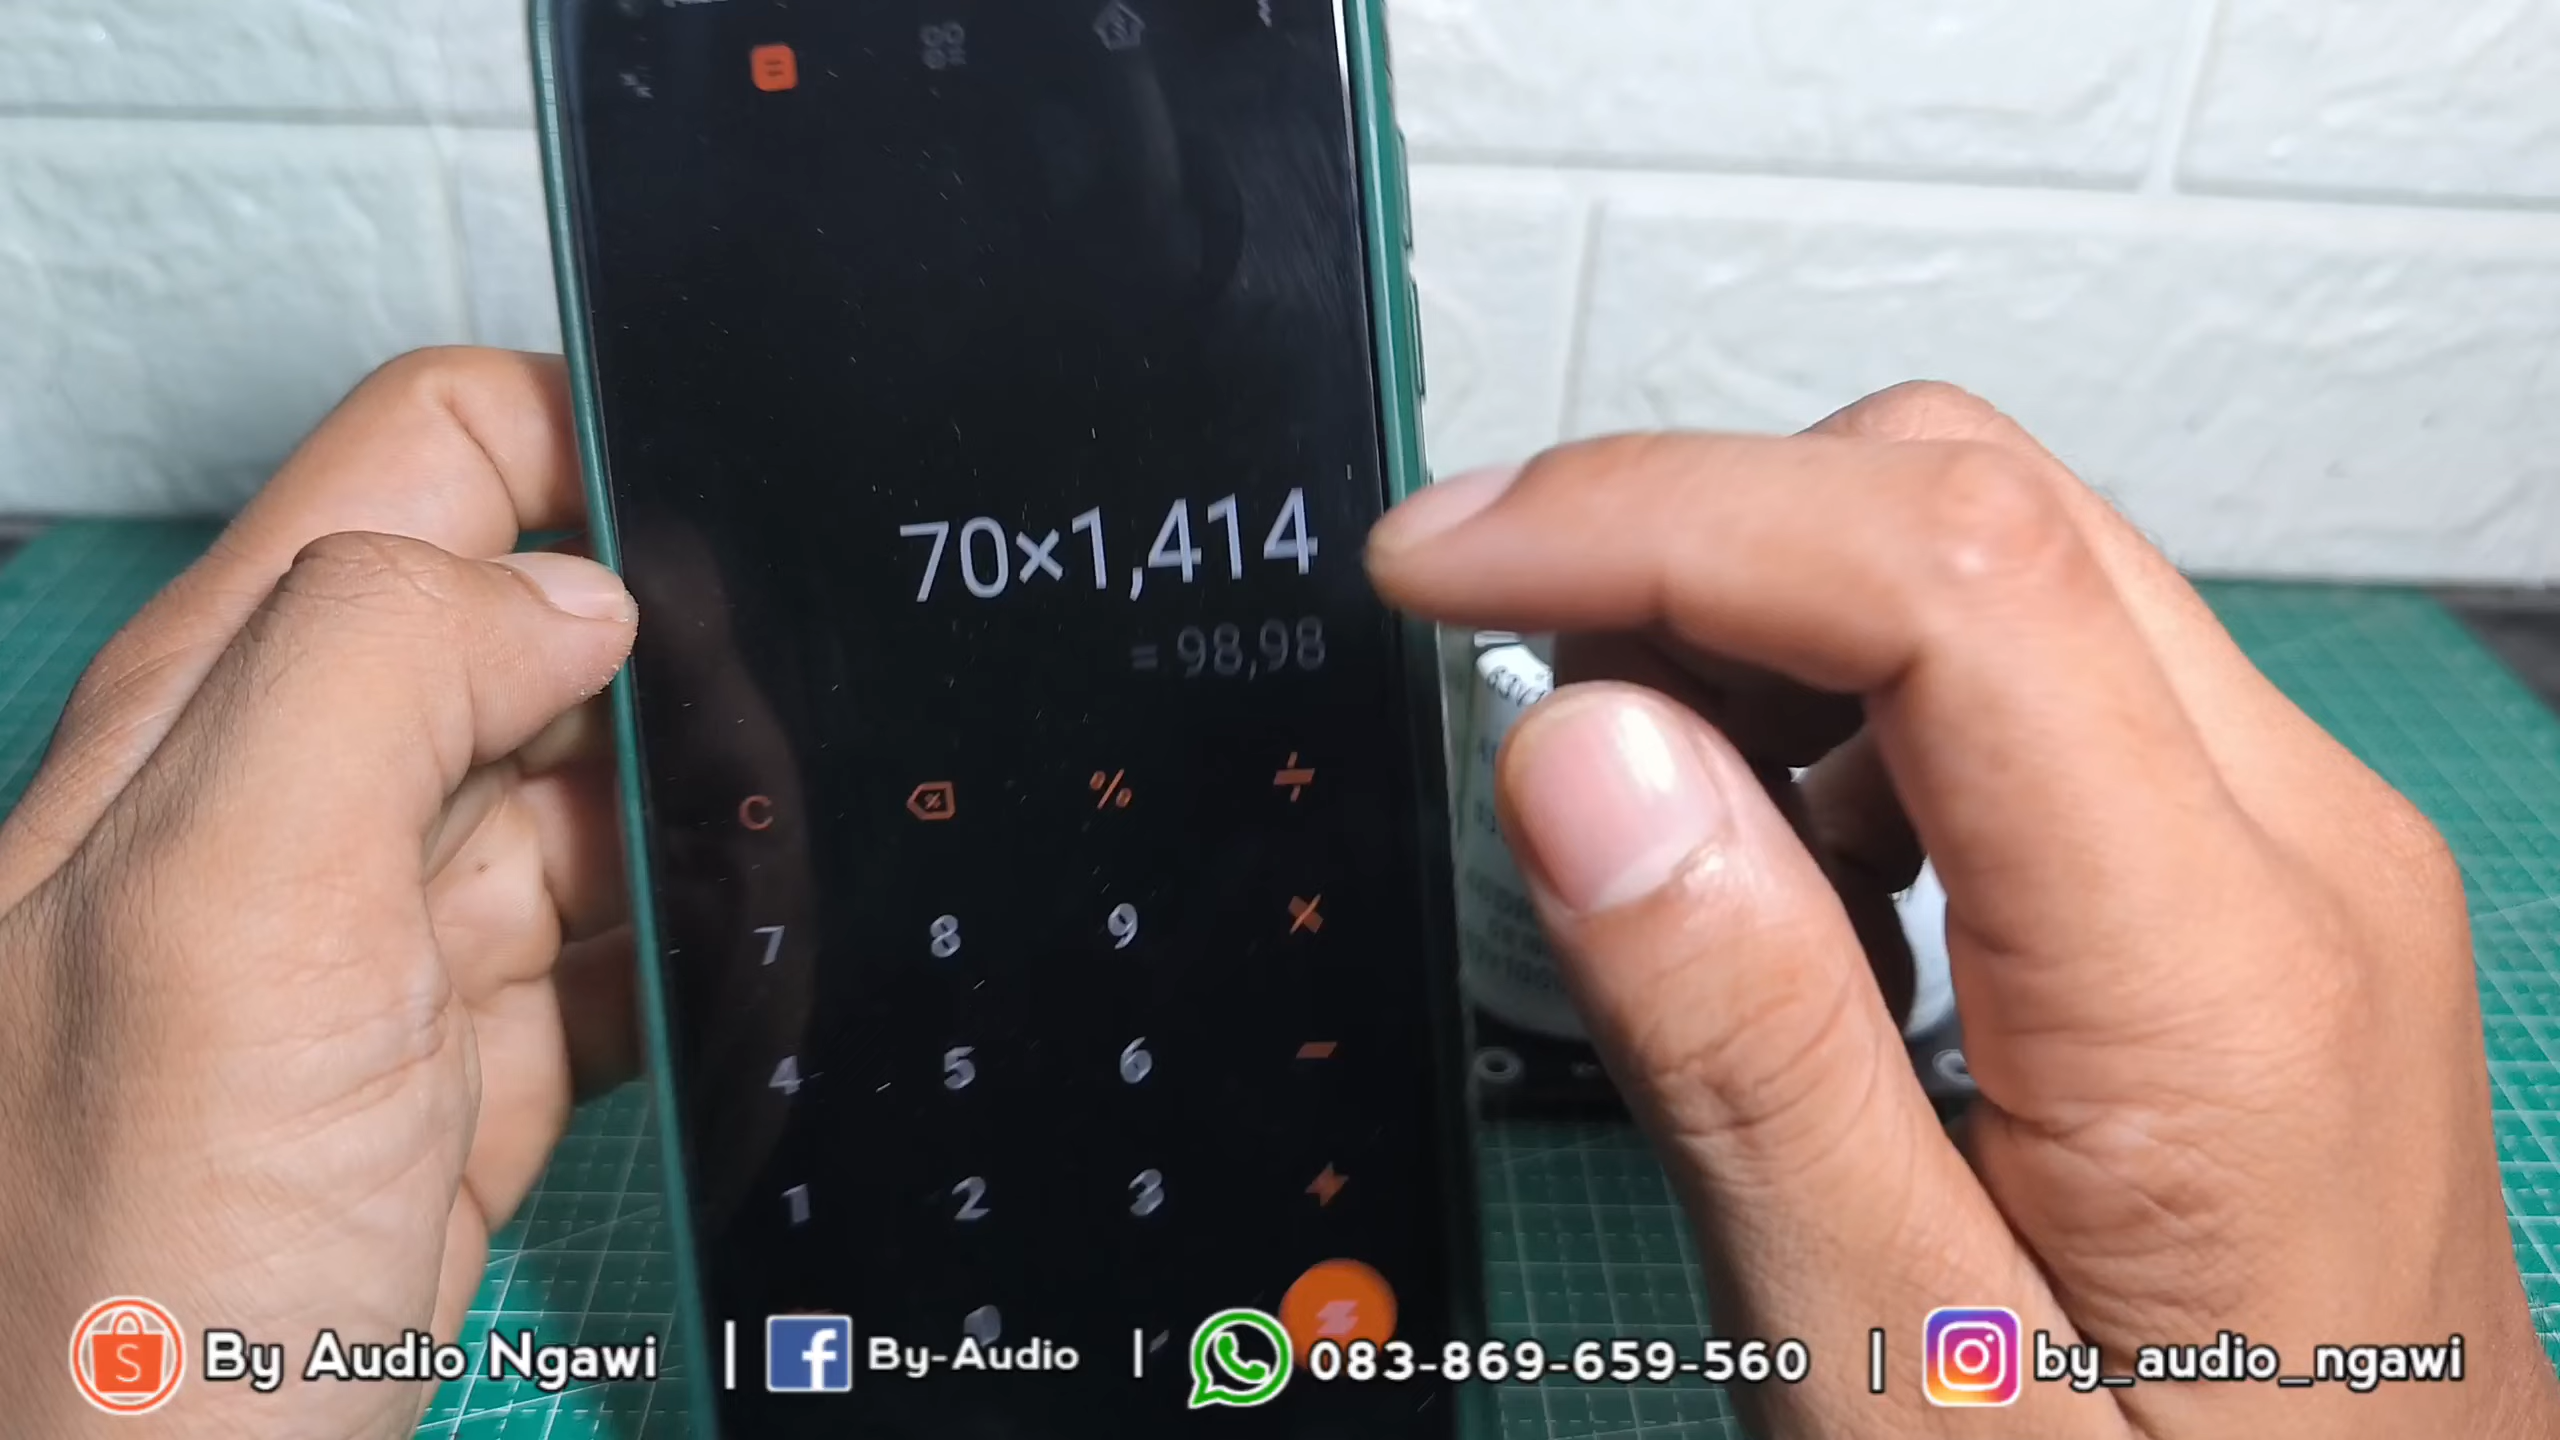 70×1,414
= 98,98
C % ÷
7 8 9 ×
4 5 6 −
1 2 3 +
63V
By Audio Ngawi | By-Audio | 083-869-659-560 | by_audio_ngawi